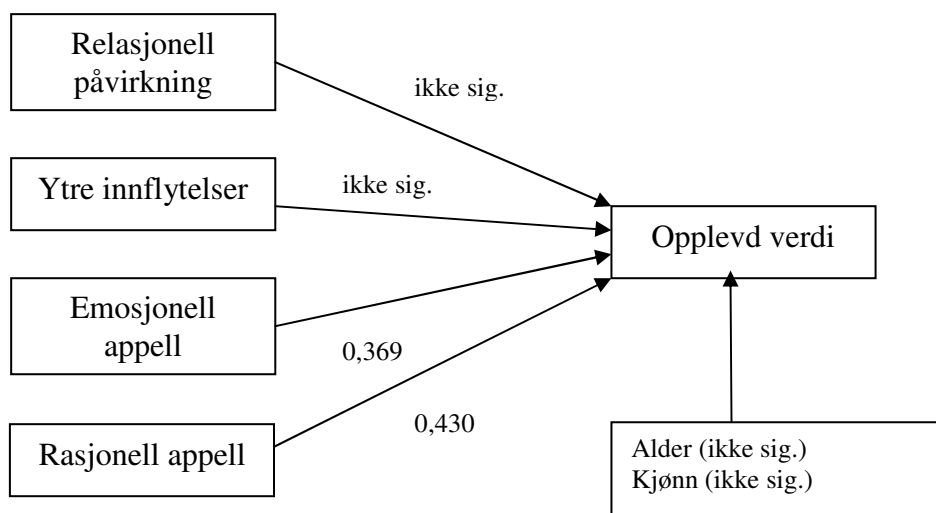 Relasjonell
påvirkning
ikke sig.
Ytre innflytelser
ikke sig.
Opplevd verdi
Emosjonell
appell
0,369
0,430
Rasjonell appell
Alder (ikke sig.)
Kjønn (ikke sig.)